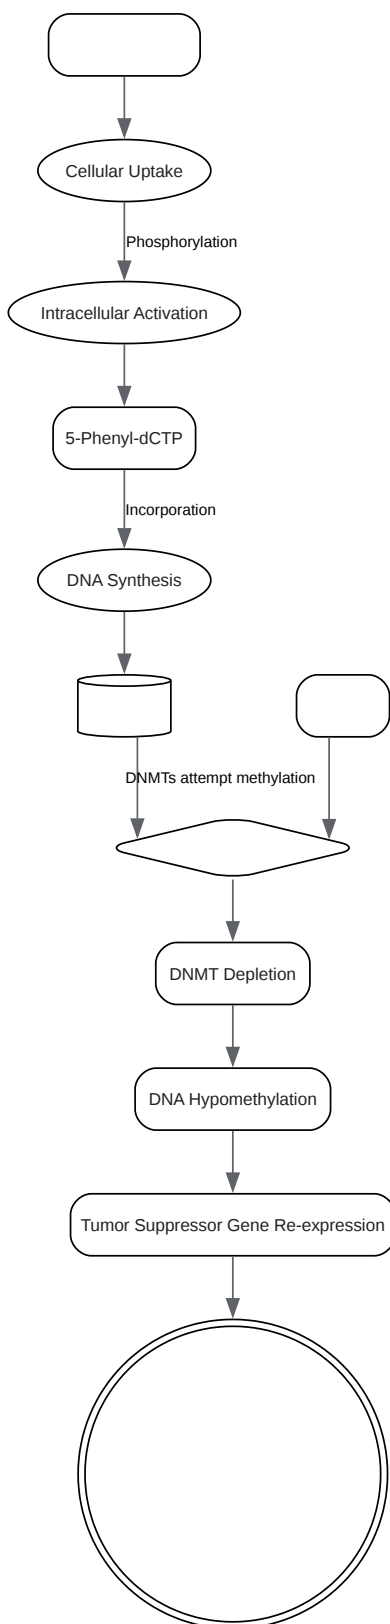 Cellular Uptake
Phosphorylation
Intracellular Activation
5-Phenyl-dCTP
Incorporation
DNA Synthesis
DNMTs attempt methylation
DNMT Depletion
DNA Hypomethylation
Tumor Suppressor Gene Re-expression